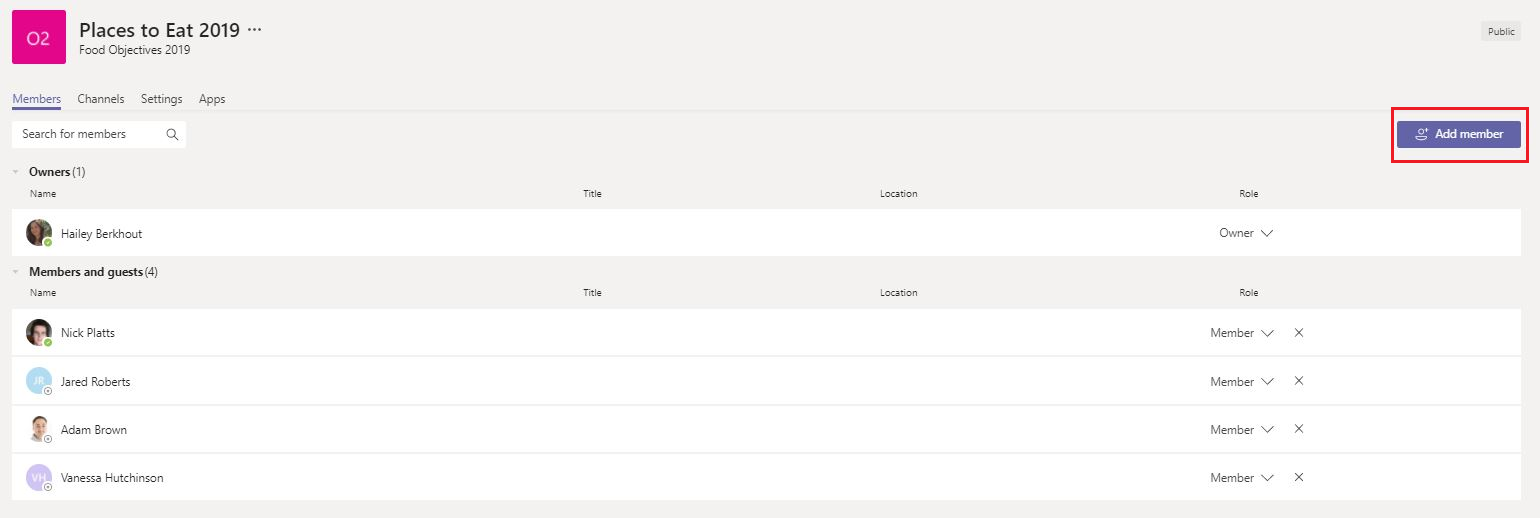 O2
Places to Eat 2019 ...
Food Objectives 2019
Public
Members Channels Settings Apps
Search for members
Add member
Owners (1)
Name Title Location Role
Hailey Berkhout Owner
Members and guests (4)
Name Title Location Role
Nick Platts Member
JR Jared Roberts Member
Adam Brown Member
VH Vanessa Hutchinson Member